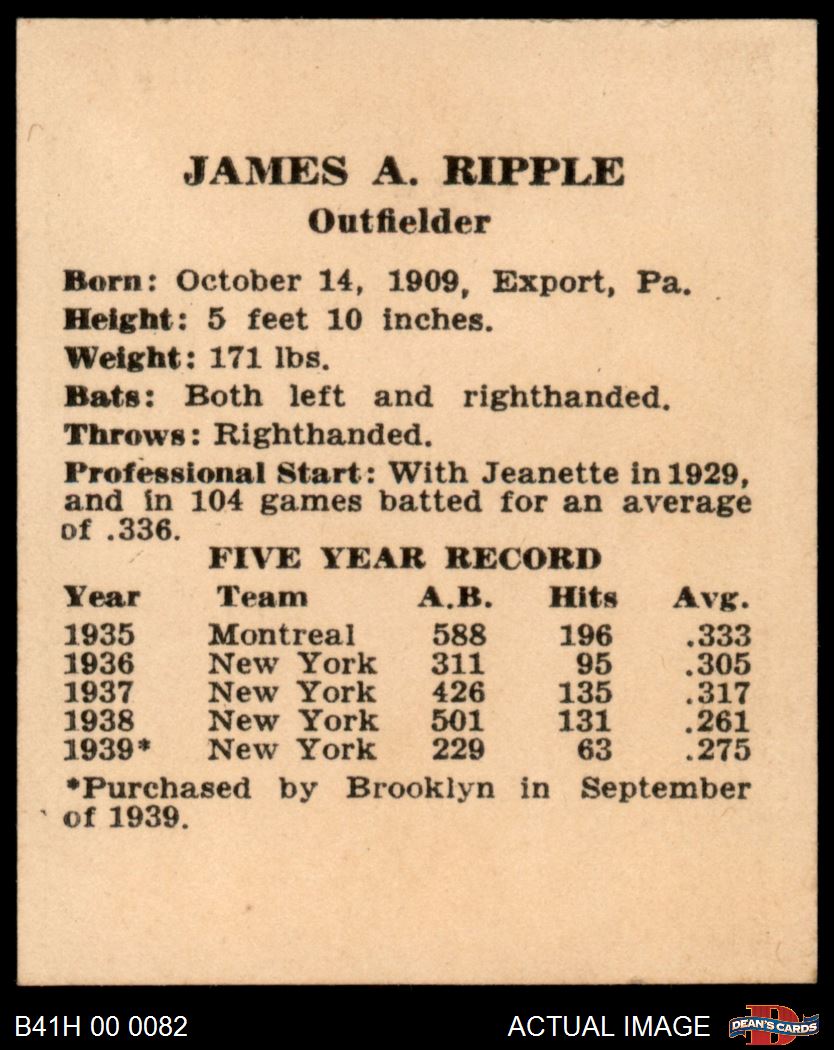 JAMES A. RIPPLE
Outfielder
Born: October 14, 1909, Export, Pa.
Height: 5 feet 10 inches.
Weight: 171 lbs.
Bats: Both left and righthanded.
Throws: Righthanded.
Professional Start: With Jeanette in 1929,
and in 104 games batted for an average
of .336.
FIVE YEAR RECORD
Year Team A.B. Hits Avg.
1935 Montreal 588 196 .333
1936 New York 311 95 .305
1937 New York 426 135 .317
1938 New York 501 131 .261
1939* New York 229 63 .275
*Purchased by Brooklyn in September
of 1939.
B41H 00 0082 ACTUAL IMAGE D DEAN'S CARDS